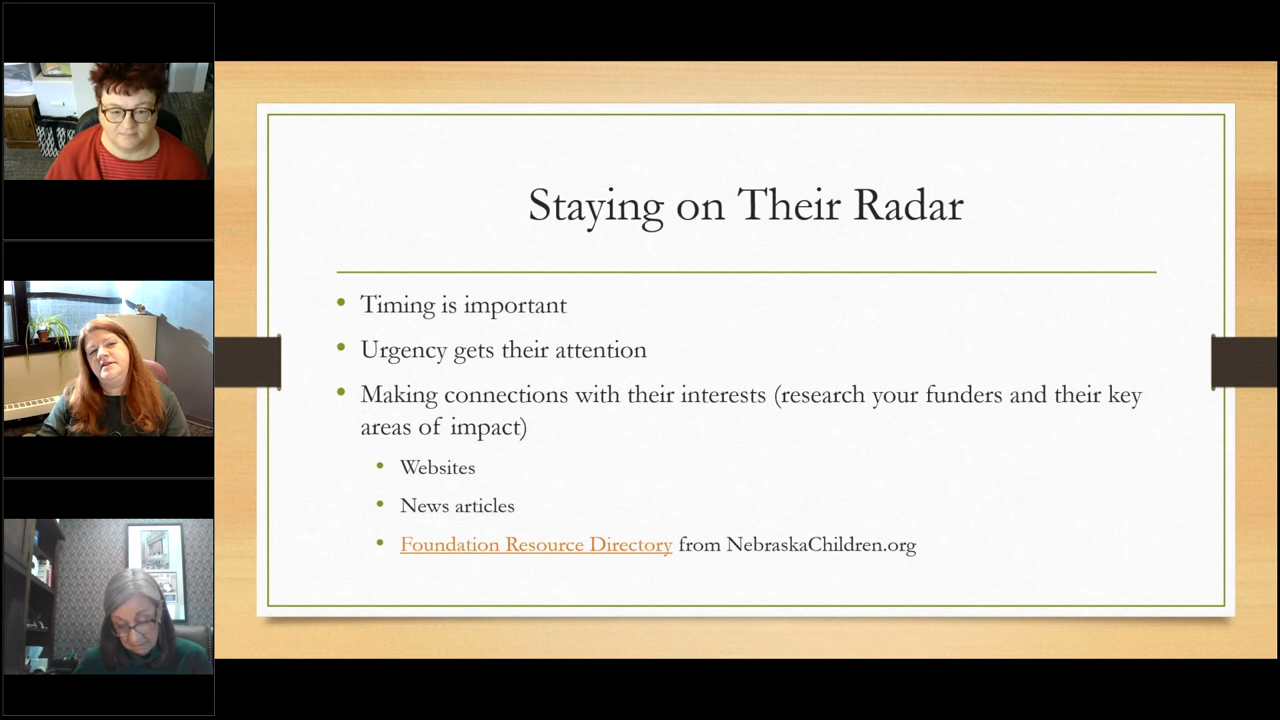 Staying on Their Radar
Timing is important
Urgency gets their attention
Making connections with their interests (research your funders and their key
areas of impact)
Websites
News articles
Foundation Resource Directory from NebraskaChildren.org